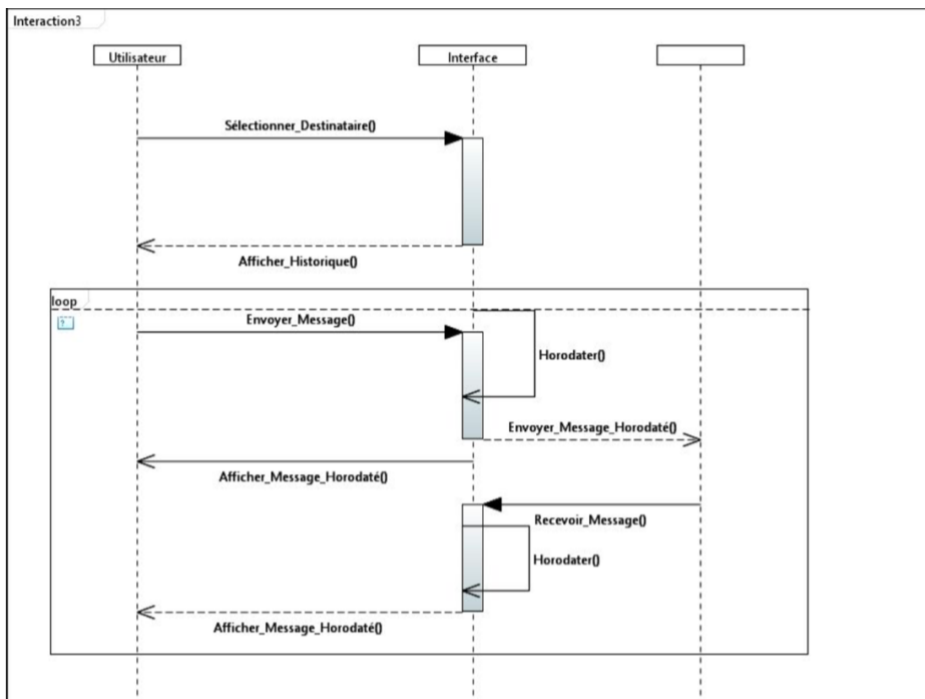 Interaction3
Utilisateur
Interface
Sélectionner_Destinataire()
Afficher_Historique()
loop
Envoyer_Message()
Horodater()
Envoyer_Message_Horodaté()
Afficher_Message_Horodaté()
Recevoir_Message()
Horodater()
Afficher_Message_Horodaté()